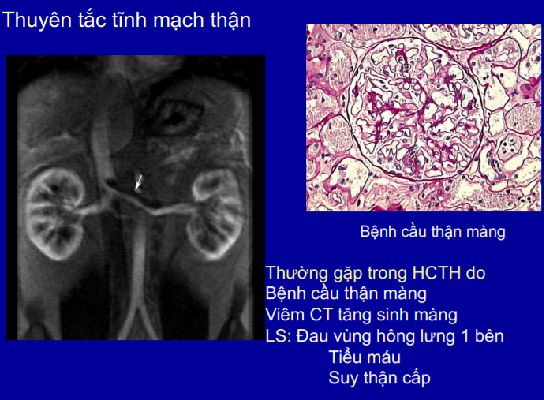 Thuyên tắc tĩnh mạch thận
Bệnh cầu thận màng
Thường gặp trong HCTH do
Bệnh cầu thận màng
Viêm CT tăng sinh màng
LS: Đau vùng hông lưng 1 bên
Tiểu máu
Suy thận cấp